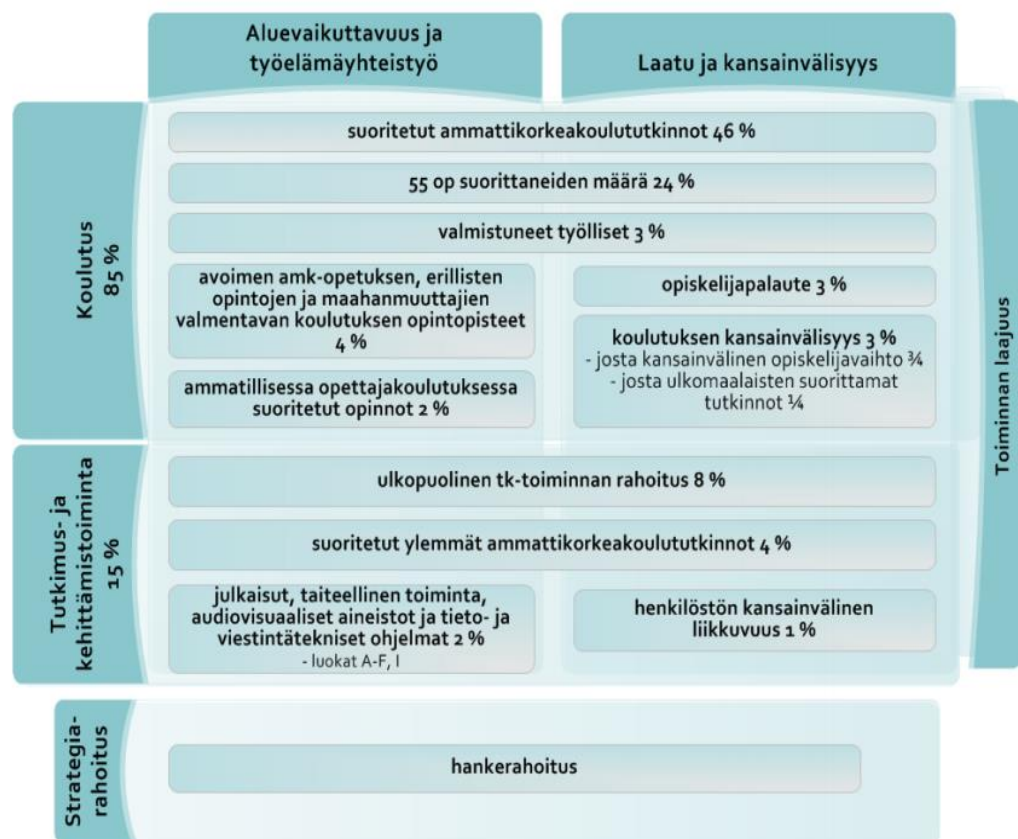 Aluevaikuttavuus ja
työelämäyhteistyö
Laatu ja kansainvälisyys
Koulutus
85 %
suoritetut ammattikorkeakoulututkinnot 46 %
55 op suorittaneiden määrä 24 %
valmistuneet työlliset 3 %
avoimen amk-opetuksen, erillisten
opintojen ja maahanmuuttajien
valmentavan koulutuksen opintopisteet
4 %
ammatillisessa opettajakoulutuksessa
suoritetut opinnot 2 %
opiskelijapalaute 3 %
koulutuksen kansainvälisyys 3 %
- josta kansainvälinen opiskelijavaihto ¾
- josta ulkomaalaisten suorittamat
tutkinnot ¼
Toiminnan laajuus
Tutkimus- ja
kehittämistoiminta
15 %
ulkopuolinen tk-toiminnan rahoitus 8 %
suoritetut ylemmät ammattikorkeakoulututkinnot 4 %
julkaisut, taiteellinen toiminta,
audiovisuaaliset aineistot ja tieto- ja
viestintätekniset ohjelmat 2 %
- luokat A-F, I
henkilöstön kansainvälinen
liikkuvuus 1 %
Strategia-
rahoitus
hankerahoitus